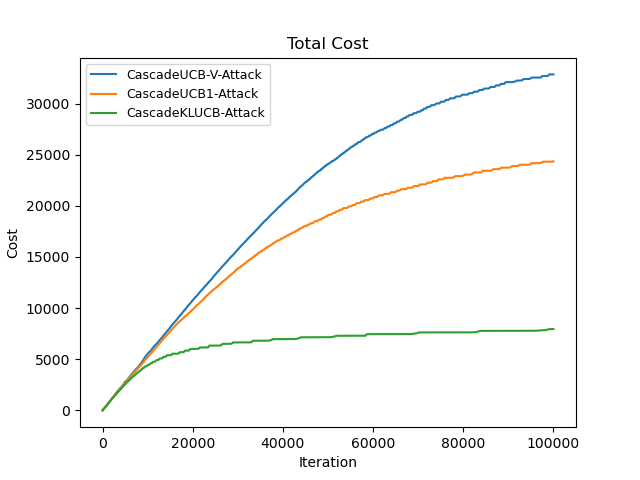 Total Cost
CascadeUCB-V-Attack
CascadeUCB1-Attack
CascadeKLUCB-Attack
30000
25000
20000
15000
10000
5000
0
Cost
0 20000 40000 60000 80000 100000
Iteration